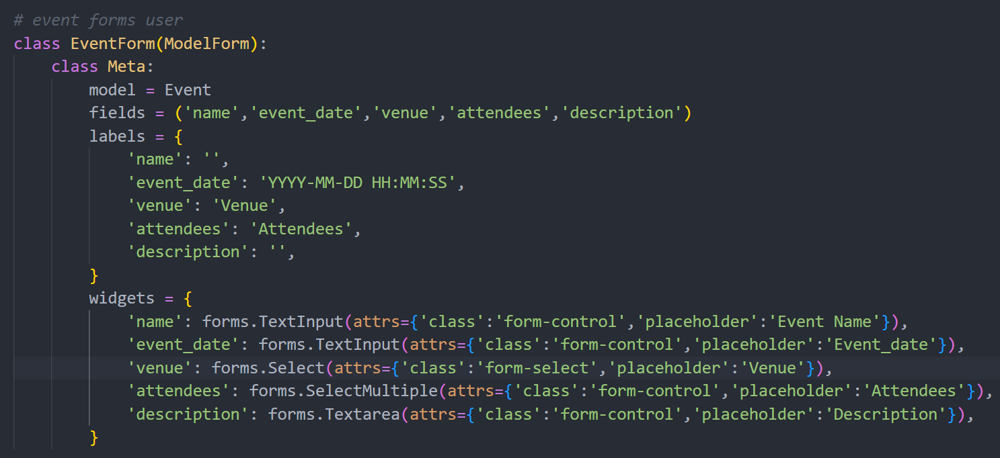 # event forms user
class EventForm(ModelForm):
    class Meta:
        model = Event
        fields = ('name','event_date','venue','attendees','description')
        labels = {
            'name': '',
            'event_date': 'YYYY-MM-DD HH:MM:SS',
            'venue': 'Venue',
            'attendees': 'Attendees',
            'description': '',
        }
        widgets = {
            'name': forms.TextInput(attrs={'class':'form-control','placeholder':'Event Name'}),
            'event_date': forms.TextInput(attrs={'class':'form-control','placeholder':'Event_date'}),
            'venue': forms.Select(attrs={'class':'form-select','placeholder':'Venue'}),
            'attendees': forms.SelectMultiple(attrs={'class':'form-control','placeholder':'Attendees'}),
            'description': forms.Textarea(attrs={'class':'form-control','placeholder':'Description'}),
        }